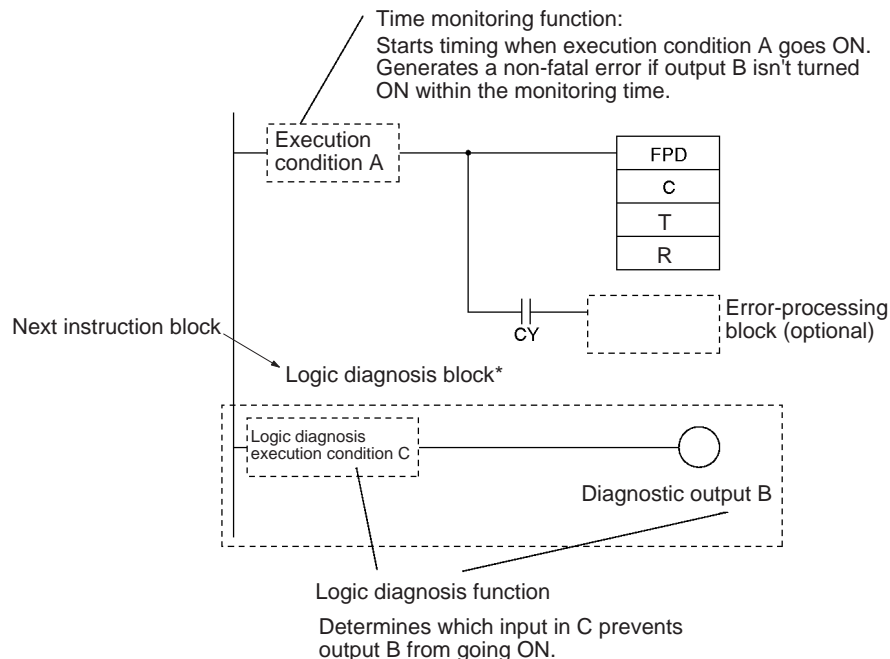 Time monitoring function:
Starts timing when execution condition A goes ON.
Generates a non-fatal error if output B isn't turned
ON within the monitoring time.
Execution
condition A
FPD
C
T
R
CY
Error-processing
block (optional)
Next instruction block
Logic diagnosis block*
Logic diagnosis
execution condition C
Diagnostic output B
Logic diagnosis function
Determines which input in C prevents
output B from going ON.